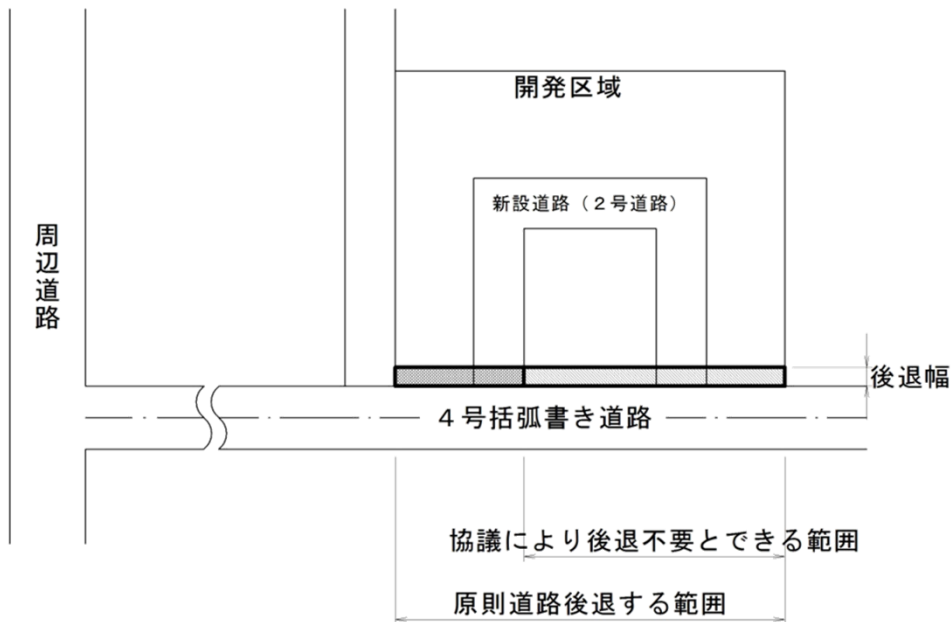 開発区域
新設道路（２号道路）
周辺道路
後退幅
４号括弧書き道路
協議により後退不要とできる範囲
原則道路後退する範囲